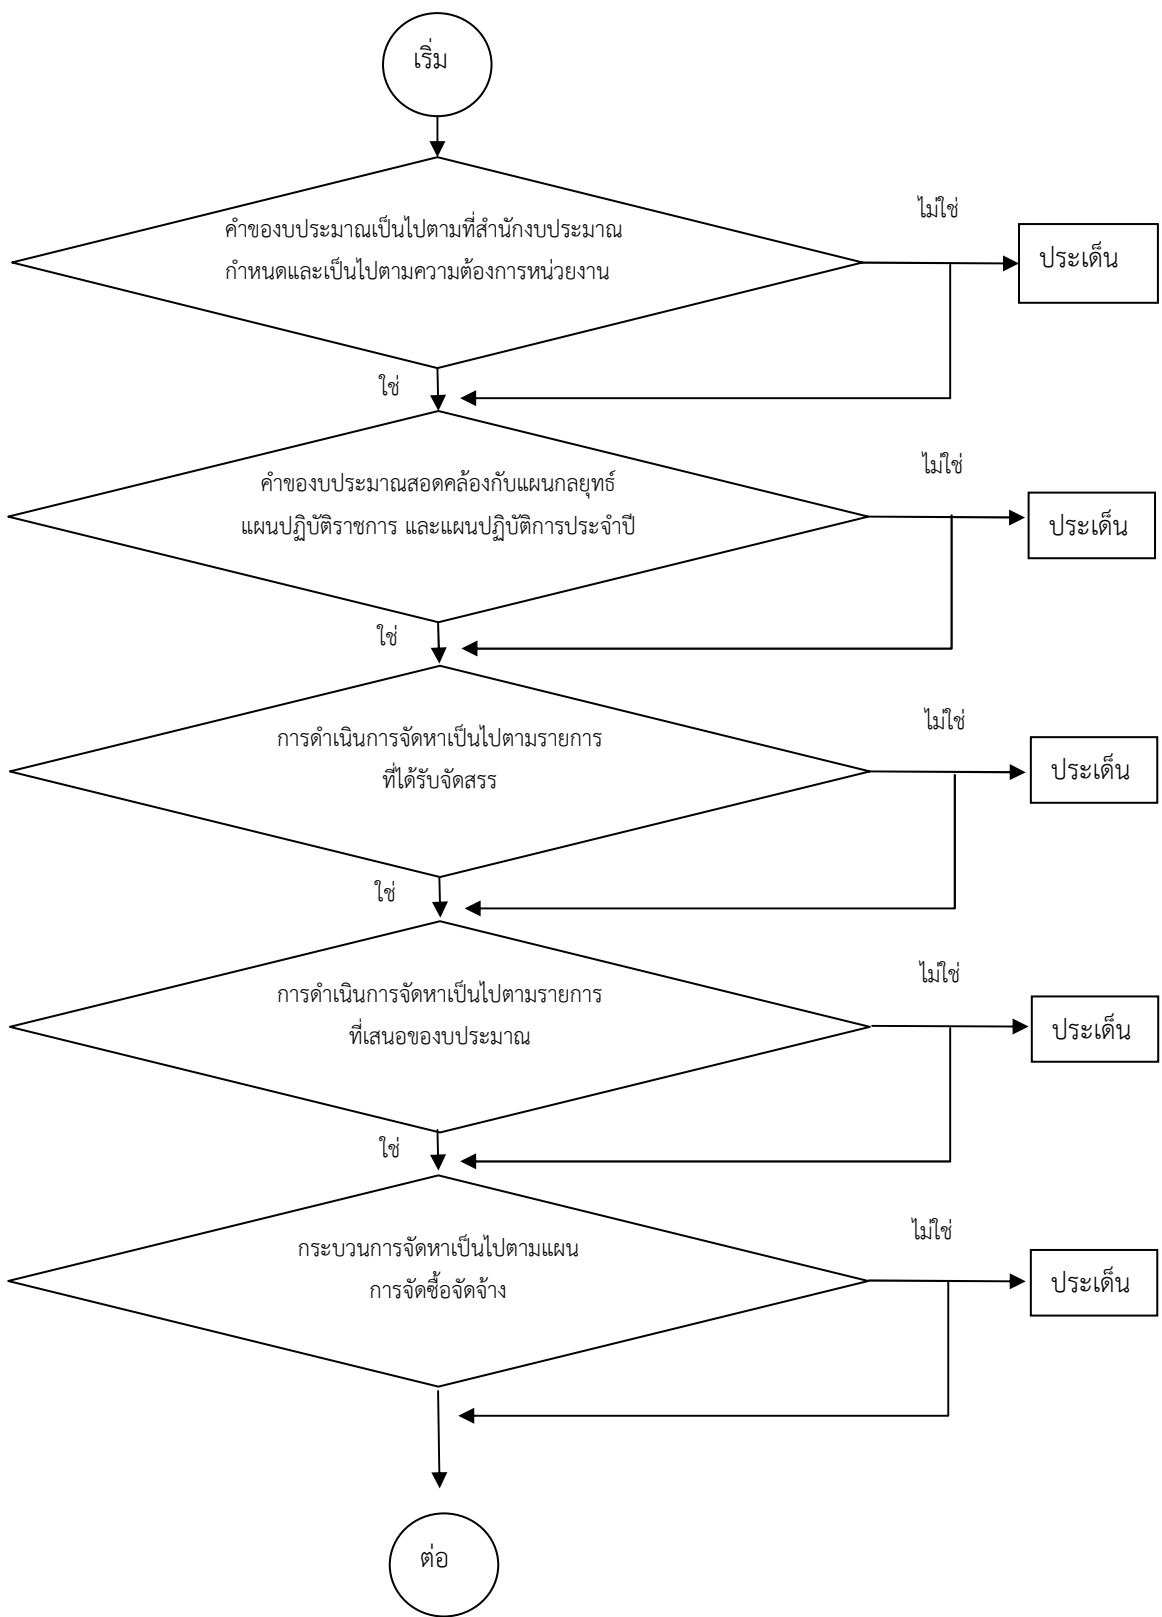 เริ่ม
คำของบประมาณเป็นไปตามที่สำนักงบประมาณ
กำหนดและเป็นไปตามความต้องการหน่วยงาน
ไม่ใช่
ประเด็น
ใช่
คำของบประมาณสอดคล้องกับแผนกลยุทธ์
แผนปฏิบัติราชการ และแผนปฏิบัติการประจำปี
ไม่ใช่
ประเด็น
ใช่
การดำเนินการจัดหาเป็นไปตามรายการ
ที่ได้รับจัดสรร
ไม่ใช่
ประเด็น
ใช่
การดำเนินการจัดหาเป็นไปตามรายการ
ที่เสนอของบประมาณ
ไม่ใช่
ประเด็น
ใช่
กระบวนการจัดหาเป็นไปตามแผน
การจัดซื้อจัดจ้าง
ไม่ใช่
ประเด็น
ต่อ